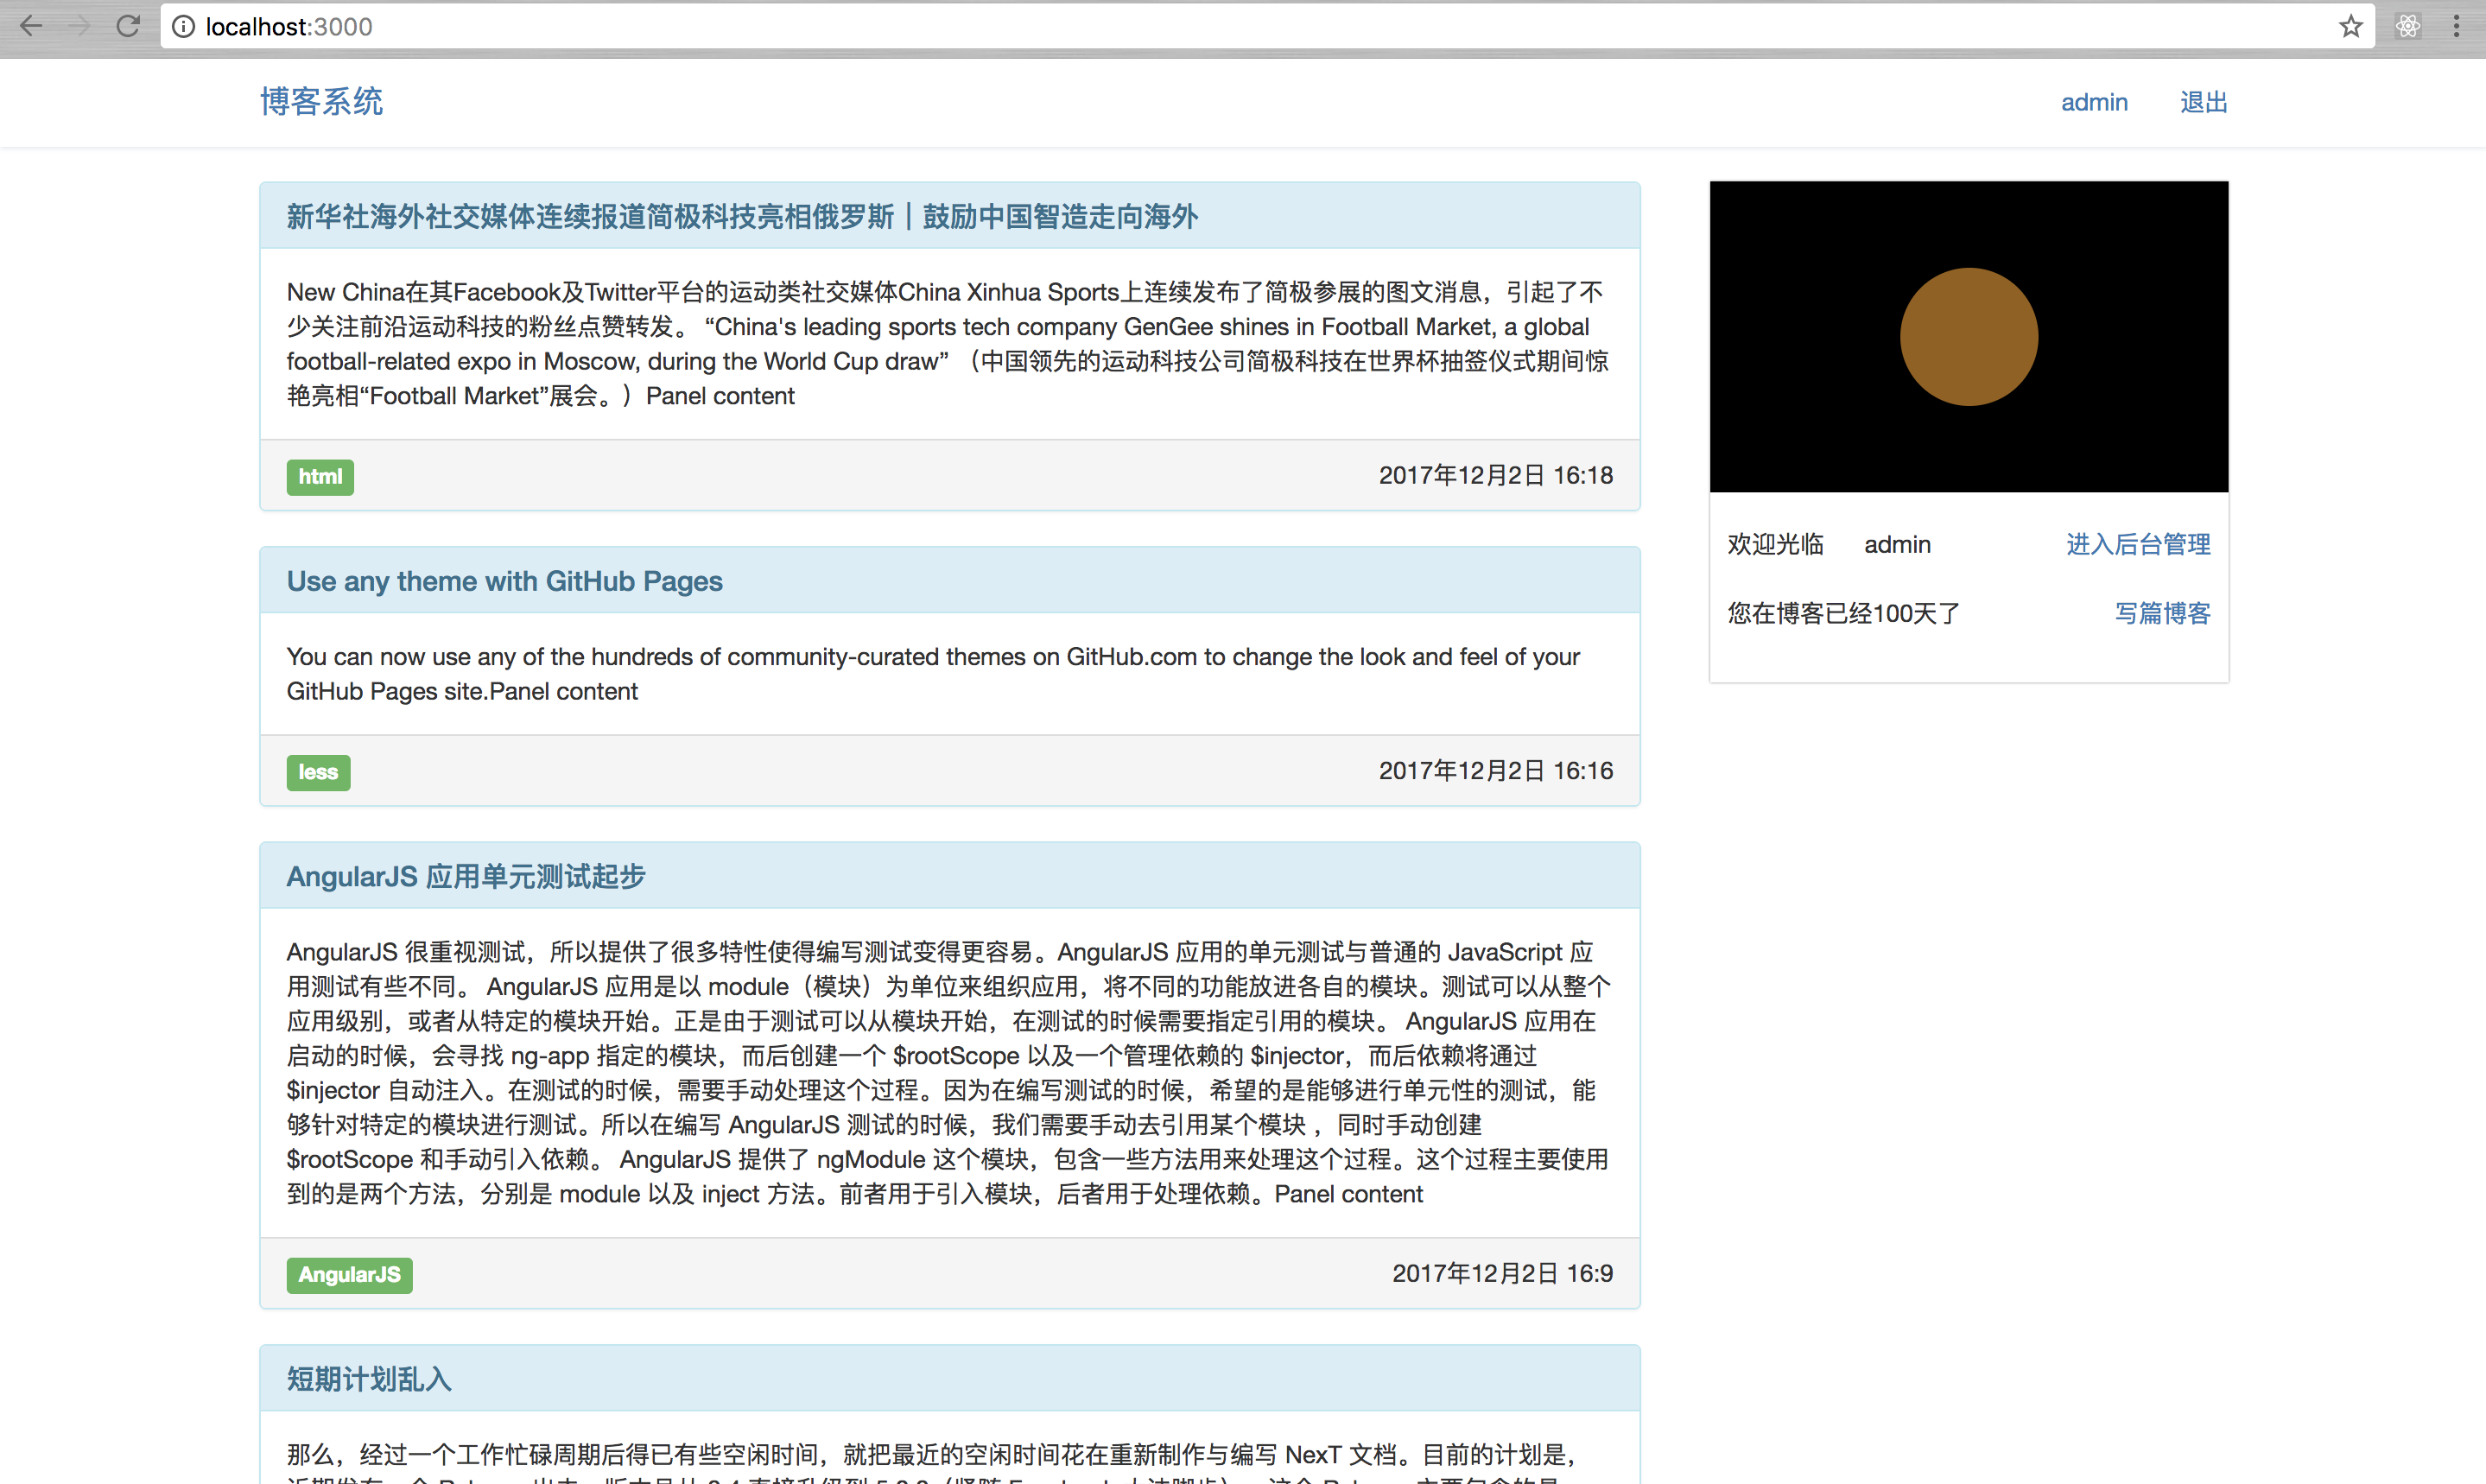 localhost:3000
博客系统
admin 退出
新华社海外社交媒体连续报道简极科技亮相俄罗斯｜鼓励中国智造走向海外
New China在其Facebook及Twitter平台的运动类社交媒体China Xinhua Sports上连续发布了简极参展的图文消息，引起了不
少关注前沿运动科技的粉丝点赞转发。 “China's leading sports tech company GenGee shines in Football Market, a global
football-related expo in Moscow, during the World Cup draw” （中国领先的运动科技公司简极科技在世界杯抽签仪式期间惊
艳亮相“Football Market”展会。）Panel content
html 2017年12月2日 16:18
欢迎光临 admin 进入后台管理
您在博客已经100天了 写篇博客
Use any theme with GitHub Pages
You can now use any of the hundreds of community-curated themes on GitHub.com to change the look and feel of your
GitHub Pages site.Panel content
less 2017年12月2日 16:16
AngularJS 应用单元测试起步
AngularJS 很重视测试，所以提供了很多特性使得编写测试变得更容易。AngularJS 应用的单元测试与普通的 JavaScript 应
用测试有些不同。 AngularJS 应用是以 module（模块）为单位来组织应用，将不同的功能放进各自的模块。测试可以从整个
应用级别，或者从特定的模块开始。正是由于测试可以从模块开始，在测试的时候需要指定引用的模块。 AngularJS 应用在
启动的时候，会寻找 ng-app 指定的模块，而后创建一个 $rootScope 以及一个管理依赖的 $injector，而后依赖将通过
$injector 自动注入。在测试的时候，需要手动处理这个过程。因为在编写测试的时候，希望的是能够进行单元性的测试，能
够针对特定的模块进行测试。所以在编写 AngularJS 测试的时候，我们需要手动去引用某个模块 ，同时手动创建
$rootScope 和手动引入依赖。 AngularJS 提供了 ngModule 这个模块，包含一些方法用来处理这个过程。这个过程主要使用
到的是两个方法，分别是 module 以及 inject 方法。前者用于引入模块，后者用于处理依赖。Panel content
AngularJS 2017年12月2日 16:9
短期计划乱入
那么，经过一个工作忙碌周期后得已有些空闲时间，就把最近的空闲时间花在重新制作与编写 NexT 文档。目前的计划是，